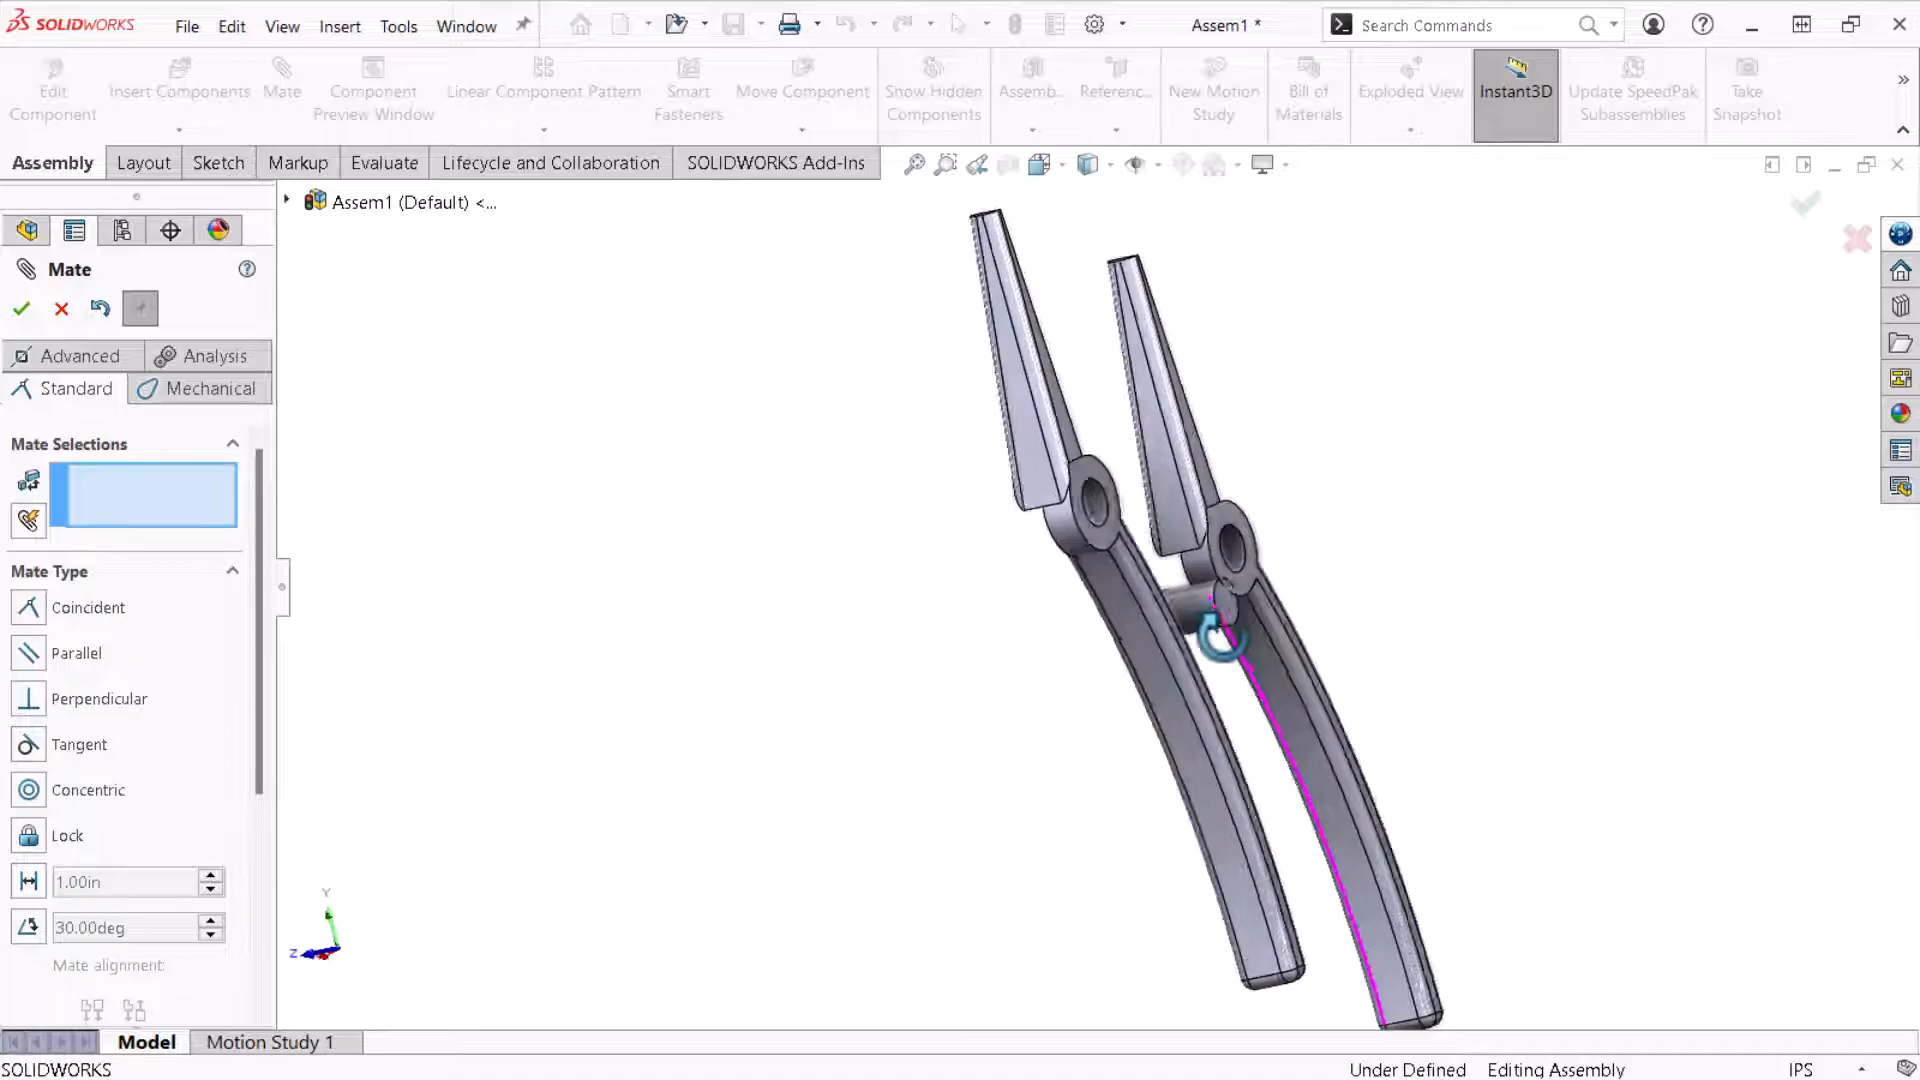 SOLIDWORKS File Edit View Insert Tools Window Assem1 * Search Commands
Edit Component
Insert Components
Mate
Component Preview Window
Linear Component Pattern
Smart Fasteners
Move Component
Show Hidden Components
Assemb...
Referenc...
New Motion Study
Bill of Materials
Exploded View
Instant3D
Update SpeedPak Subassemblies
Take Snapshot
Assembly Layout Sketch Markup Evaluate Lifecycle and Collaboration SOLIDWORKS Add-Ins
Assem1 (Default) <...
Mate
Advanced Analysis
Standard Mechanical
Mate Selections
Mate Type
Coincident
Parallel
Perpendicular
Tangent
Concentric
Lock
1.00in
30.00deg
Mate alignment:
Y
Z
Model Motion Study 1
SOLIDWORKS Under Defined Editing Assembly IPS